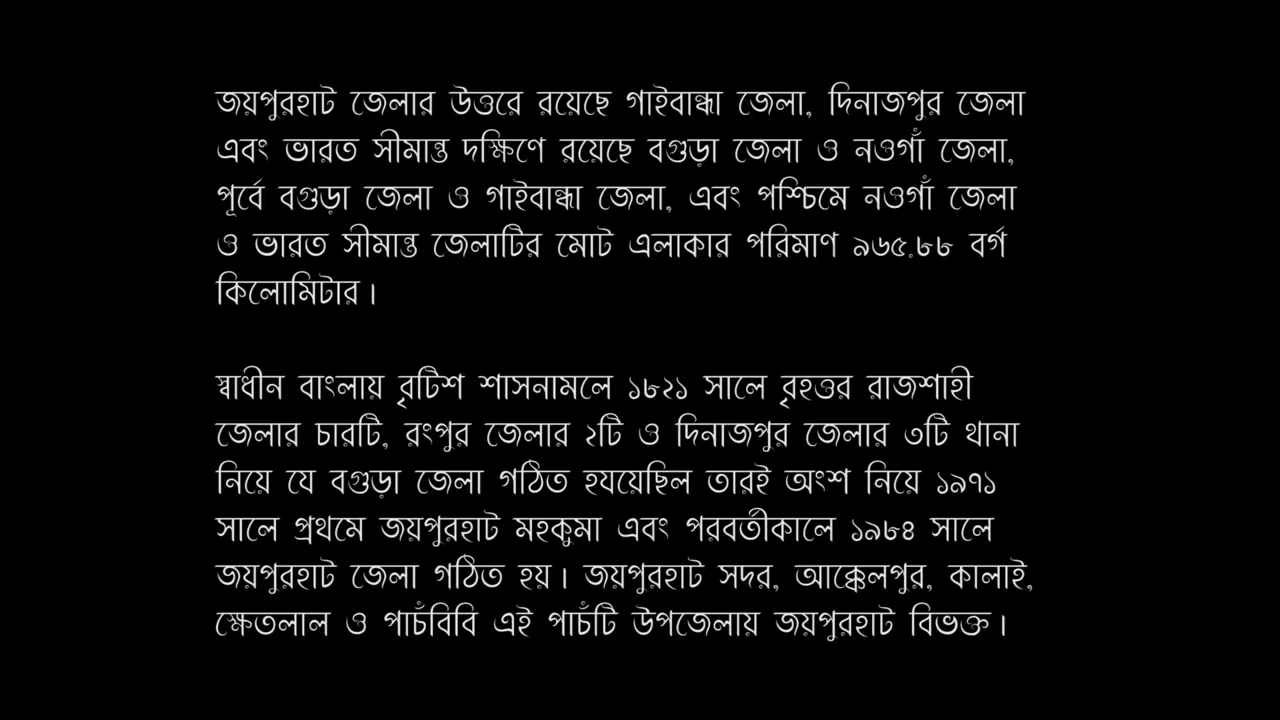 জয়পুরহাট জেলার উত্তরে রয়েছে গাইবান্ধা জেলা, দিনাজপুর জেলা
এবং ভারত সীমান্ত দক্ষিণে রয়েছে বগুড়া জেলা ও নওগাঁ জেলা,
পূর্বে বগুড়া জেলা ও গাইবান্ধা জেলা, এবং পশ্চিমে নওগাঁ জেলা
ও ভারত সীমান্ত জেলাটির মোট এলাকার পরিমাণ ৯৬৫.৮৮ বর্গ
কিলোমিটার।
স্বাধীন বাংলায় বৃটিশ শাসনামলে ১৮২১ সালে বৃহত্তর রাজশাহী
জেলার চারটি, রংপুর জেলার ২টি ও দিনাজপুর জেলার ৩টি থানা
নিয়ে যে বগুড়া জেলা গঠিত হযয়েছিল তারই অংশ নিয়ে ১৯৭১
সালে প্রথমে জয়পুরহাট মহকুমা এবং পরবর্তীকালে ১৯৮৪ সালে
জয়পুরহাট জেলা গঠিত হয়। জয়পুরহাট সদর, আক্কেলপুর, কালাই,
ক্ষেতলাল ও পাচঁবিবি এই পাচঁটি উপজেলায় জয়পুরহাট বিভক্ত।